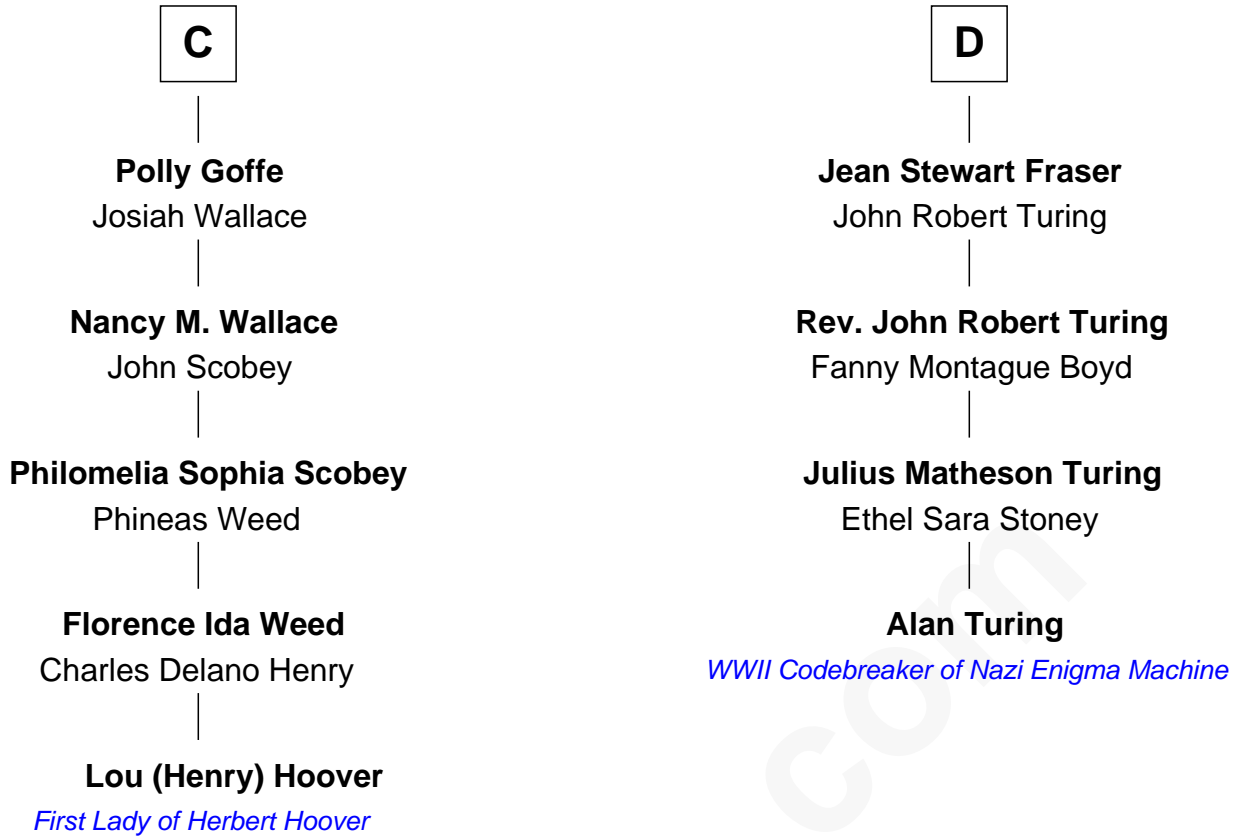 C
Polly Goffe
Josiah Wallace
Nancy M. Wallace
John Scobey
Philomelia Sophia Scobey
Phineas Weed
Florence Ida Weed
Charles Delano Henry
Lou (Henry) Hoover
First Lady of Herbert Hoover
D
Jean Stewart Fraser
John Robert Turing
Rev. John Robert Turing
Fanny Montague Boyd
Julius Matheson Turing
Ethel Sara Stoney
Alan Turing
WWII Codebreaker of Nazi Enigma Machine
com